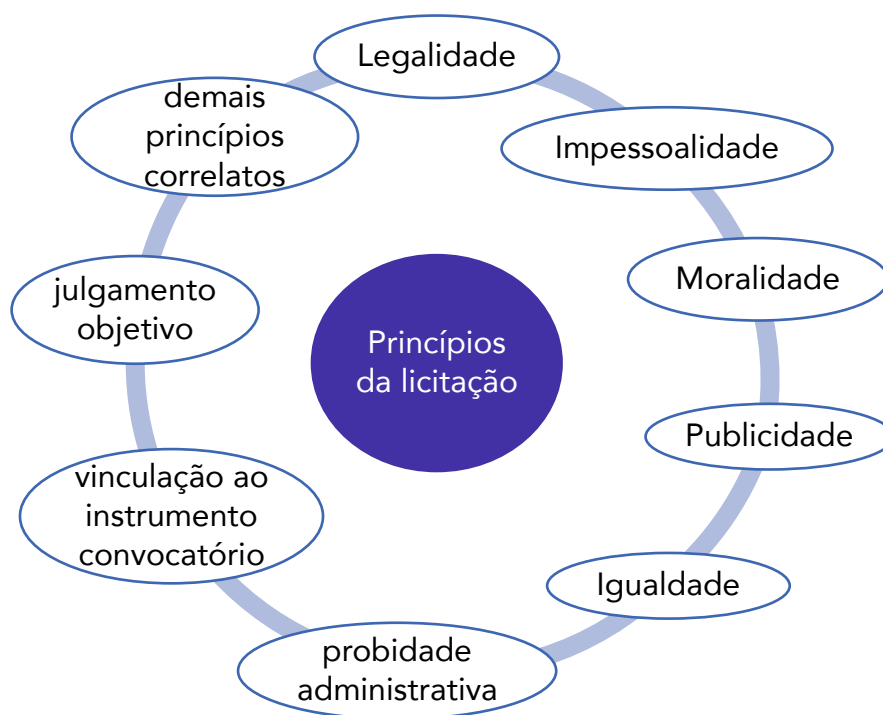 Legalidade
Impessoalidade
Moralidade
Publicidade
Igualdade
probidade
administrativa
vinculação ao
instrumento
convocatório
julgamento
objetivo
demais
princípios
correlatos
Princípios
da licitação